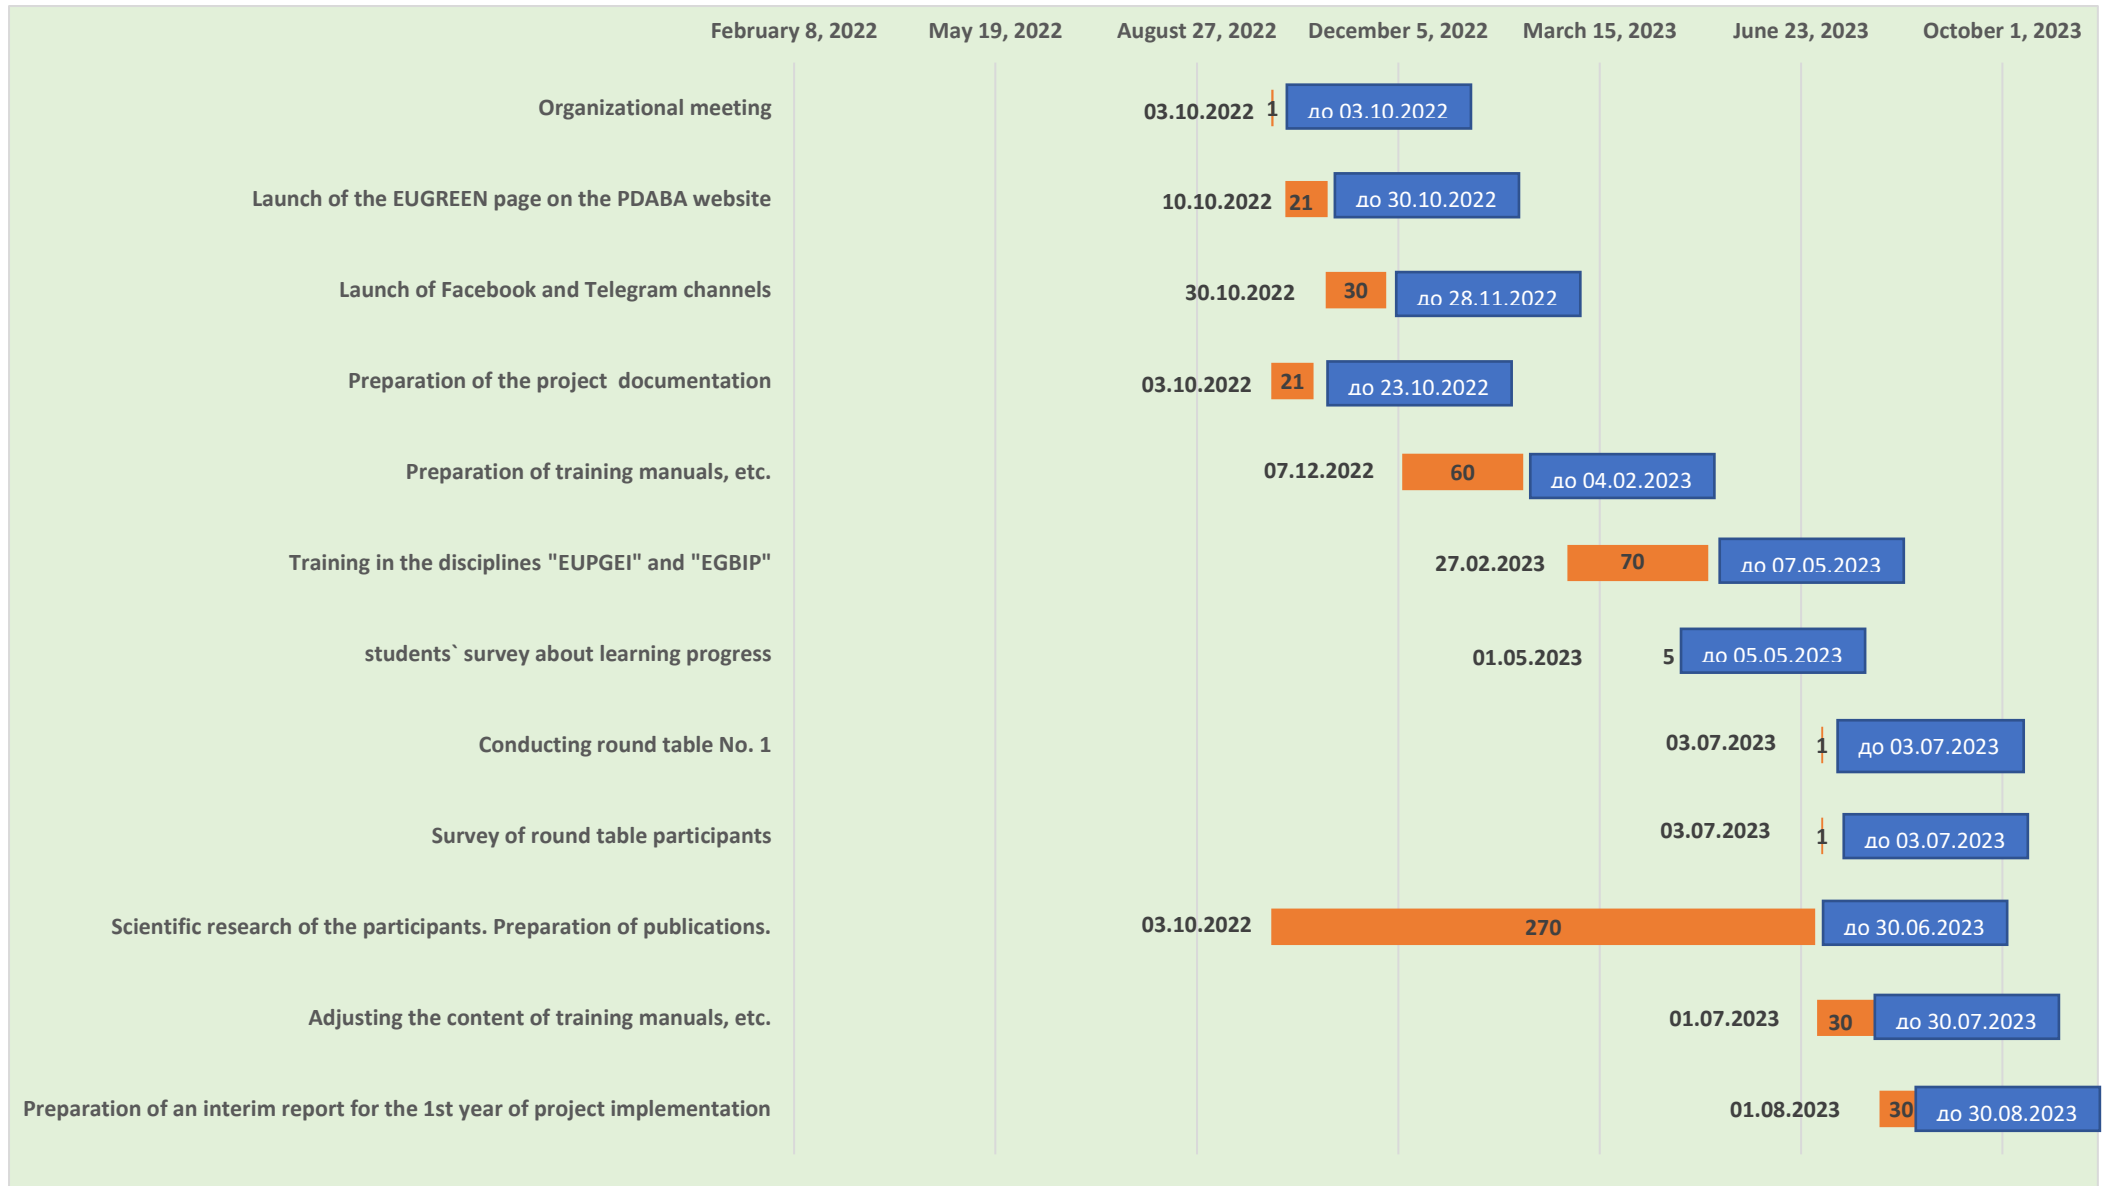 February 8, 2022 May 19, 2022 August 27, 2022 December 5, 2022 March 15, 2023 June 23, 2023 October 1, 2023
Organizational meeting 03.10.2022 1 до 03.10.2022
Launch of the EUGREEN page on the PDABA website 10.10.2022 21 до 30.10.2022
Launch of Facebook and Telegram channels 30.10.2022 30 до 28.11.2022
Preparation of the project documentation 03.10.2022 21 до 23.10.2022
Preparation of training manuals, etc. 07.12.2022 60 до 04.02.2023
Training in the disciplines "EUPGEI" and "EGBIP" 27.02.2023 70 до 07.05.2023
students` survey about learning progress 01.05.2023 5 до 05.05.2023
Conducting round table No. 1 03.07.2023 1 до 03.07.2023
Survey of round table participants 03.07.2023 1 до 03.07.2023
Scientific research of the participants. Preparation of publications. 03.10.2022 270 до 30.06.2023
Adjusting the content of training manuals, etc. 01.07.2023 30 до 30.07.2023
Preparation of an interim report for the 1st year of project implementation 01.08.2023 30 до 30.08.2023